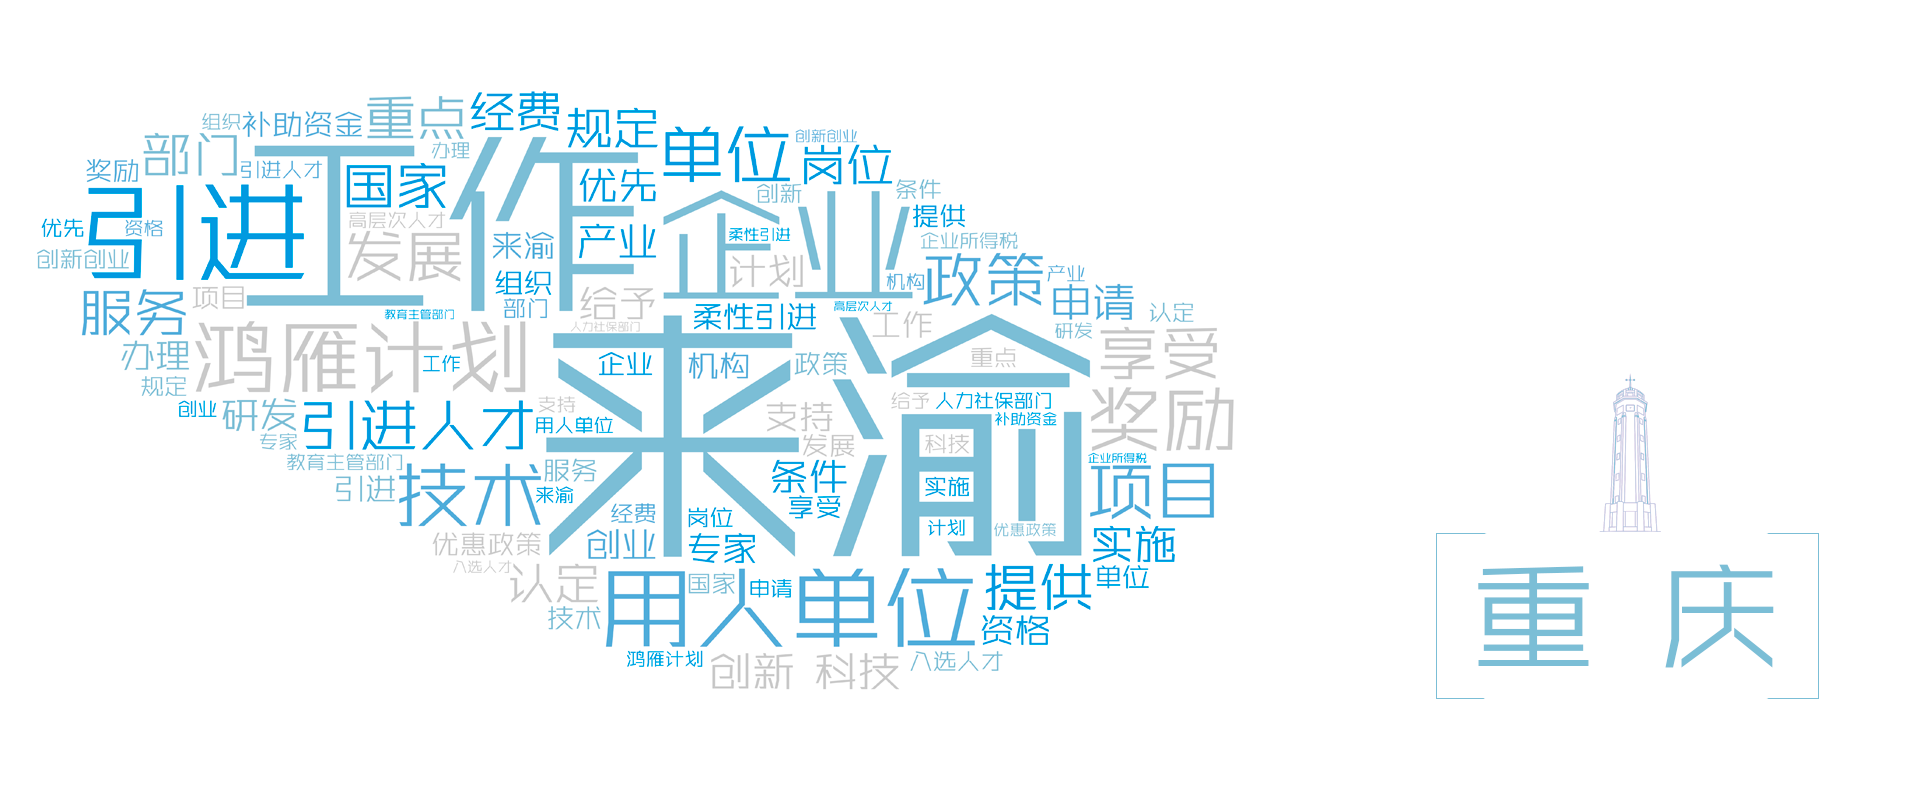 组织
补助资金
重点
经费
规定
单位
创新创业
部门
办理
岗位
奖励
引进人才
国家
工作
优先
创新
条件
优先
资格
引进
高层次人才
来渝
产业
企业
柔性引进
提供
创新创业
发展
计划
企业所得税
服务
项目
组织
部门
给予
机构
政策
产业
申请
认定
教育主管部门
人力社保部门
柔性引进
高层次人才
工作
研发
办理
鸿雁计划
工作
企业
机构
政策
来渝
重点
享受
规定
创业
研发
引进人才
支持
用人单位
支持
发展
给予
人力社保部门
补助资金
奖励
专家
教育主管部门
服务
科技
企业所得税
引进
技术
来渝
条件
享受
实施
项目
优惠政策
经费
岗位
计划
优惠政策
实施
创业
专家
八选人才
认定
用人单位
国家
申请
提供
单位
技术
资格
鸿雁计划
创新
科技
八选人才
重庆